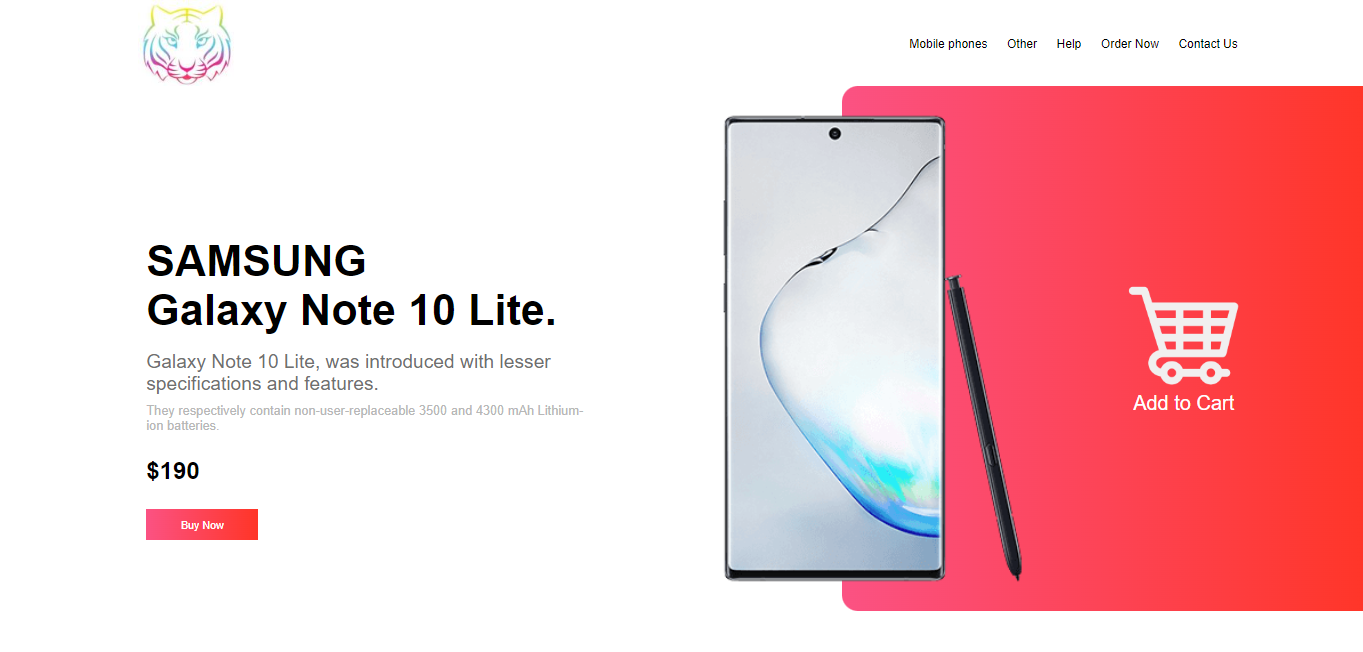 Mobile phones Other Help Order Now Contact Us
SAMSUNG
Galaxy Note 10 Lite.
Galaxy Note 10 Lite, was introduced with lesser
specifications and features.
They respectively contain non-user-replaceable 3500 and 4300 mAh Lithium-
ion batteries.
$190
Buy Now
Add to Cart